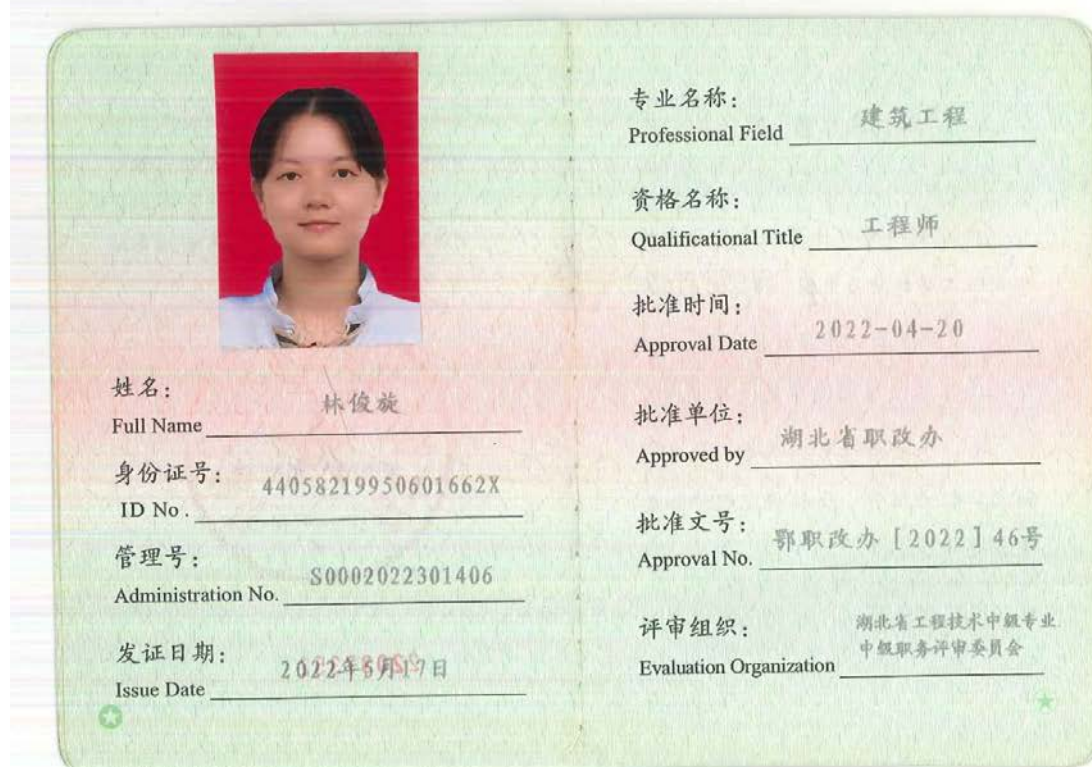 姓名：
林俊旋
Full Name
身份证号：
44058219950601662X
ID No .
管理号：
S0002022301406
Administration No.
发证日期：
2022年5月17日
Issue Date
专业名称：
建筑工程
Professional Field
资格名称：
工程师
Qualificational Title
批准时间：
2022-04-20
Approval Date
批准单位：
湖北省职改办
Approved by
批准文号：
鄂职改办［2022］46号
Approval No.
评审组织：
湖北省工程技术中级专业
中级职务评审委员会
Evaluation Organization